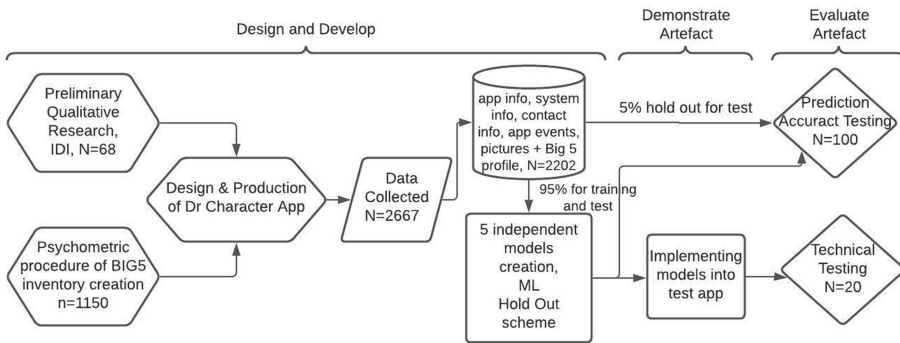 Design and Develop
Demonstrate
Artefact
Evaluate
Artefact
Preliminary
Qualitative
Research,
IDI, N=68
Psychometric
procedure of BIG5
inventory creation
n=1150
Design & Production
of Dr Character App
Data
Collected
N=2667
app info, system
info, contact
info, app events,
pictures + Big 5
profile, N=2202
5% hold out for test
95% for training
and test
5 independent
models
creation,
ML
Hold Out
scheme
Implementing
models into
test app
Prediction
Accuract Testing
N=100
Technical
Testing
N=20